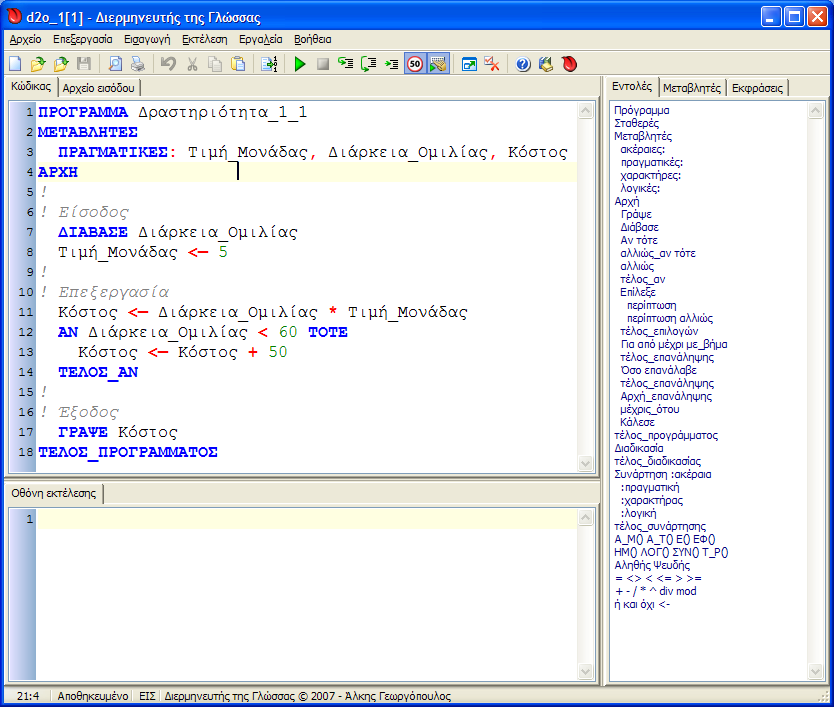 d2o_1[1] - Διερμηνευτής της Γλώσσας
Αρχείο Επεξεργασία Εισαγωγή Εκτέλεση Εργαλεία Βοήθεια
50
Κώδικας Αρχείο εισόδου
1 ΠΡΟΓΡΑΜΜΑ Δραστηριότητα_1_1
2 ΜΕΤΑΒΛΗΤΕΣ
3 ΠΡΑΓΜΑΤΙΚΕΣ: Τιμή_Μονάδας, Διάρκεια_Ομιλίας, Κόστος
4 ΑΡΧΗ
5 !
6 ! Είσοδος
7 ΔΙΑΒΑΣΕ Διάρκεια_Ομιλίας
8 Τιμή_Μονάδας <- 5
9 !
10 ! Επεξεργασία
11 Κόστος <- Διάρκεια_Ομιλίας * Τιμή_Μονάδας
12 ΑΝ Διάρκεια_Ομιλίας < 60 ΤΟΤΕ
13 Κόστος <- Κόστος + 50
14 ΤΕΛΟΣ_ΑΝ
15 !
16 ! Έξοδος
17 ΓΡΑΨΕ Κόστος
18 ΤΕΛΟΣ_ΠΡΟΓΡΑΜΜΑΤΟΣ
Οθόνη εκτέλεσης
1
Εντολές Μεταβλητές Εκφράσεις
Πρόγραμμα
Σταθερές
Μεταβλητές
ακέραιες:
πραγματικές:
χαρακτήρες:
λογικές:
Αρχή
Γράψε
Διάβασε
Αν τότε
αλλιώς_αν τότε
αλλιώς
τέλος_αν
Επίλεξε
περίπτωση
περίπτωση αλλιώς
τέλος_επιλογών
Για από μέχρι με_βήμα
τέλος_επανάληψης
Όσο επανάλαβε
τέλος_επανάληψης
Αρχή_επανάληψης
μέχρις_ότου
Κάλεσε
τέλος_προγράμματος
Διαδικασία
τέλος_διαδικασίας
Συνάρτηση :ακέραια
:πραγματική
:χαρακτήρας
:λογική
τέλος_συνάρτησης
Α_Μ() Α_Τ() Ε() ΕΦ()
ΗΜ() ΛΟΓ() ΣΥΝ() Τ_Ρ()
Αληθής Ψευδής
= <> < <= > >=
+ - / * ^ div mod
ή και όχι <-
21:4 Αποθηκευμένο ΕΙΣ Διερμηνευτής της Γλώσσας © 2007 - Άλκης Γεωργόπουλος